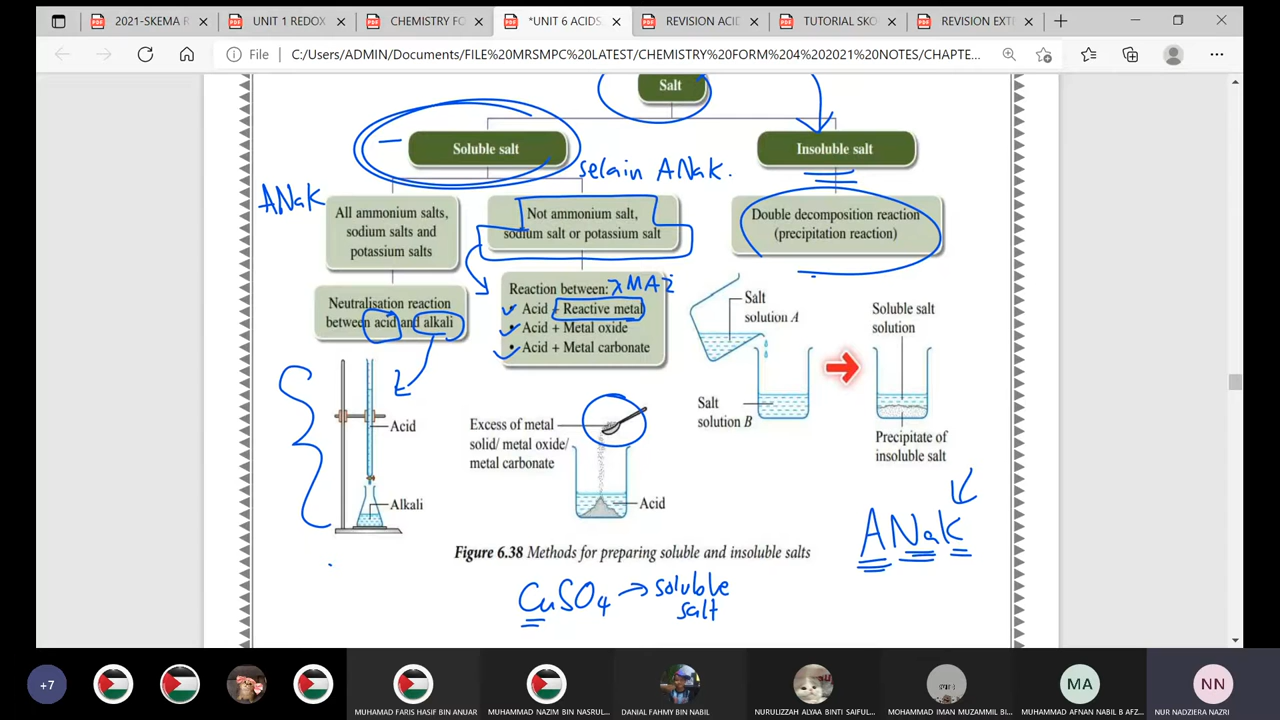 2021-SKEMA R
UNIT 1 REDOX
CHEMISTRY FO
*UNIT 6 ACIDS,
REVISION ACID
TUTORIAL SKO
REVISION EXT
File
C:/Users/ADMIN/Documents/FILE%20MRSMPC%20LATEST/CHEMISTRY%20FORM%204%202021%20NOTES/CHAPTE...
Salt
Soluble salt
Insoluble salt
selain ANaK.
ANaK
All ammonium salts,
sodium salts and
potassium salts
Not ammonium salt,
sodium salt or potassium salt
Double decomposition reaction
(precipitation reaction)
Neutralisation reaction
between acid and alkali
Reaction between:
• Acid + Reactive metal
• Acid + Metal oxide
• Acid + Metal carbonate
Salt
solution A
Soluble salt
solution
Salt
solution B
Precipitate of
insoluble salt
Acid
Alkali
Excess of metal
solid/ metal oxide/
metal carbonate
Acid
ANaK
Figure 6.38 Methods for preparing soluble and insoluble salts
CuSO4 → soluble
salt
+7
MUHAMAD FARIS HASIF BIN ANUAR
MUHAMMAD NAZIM BIN NASRUL...
DANIAL FAHMY BIN NABIL
NURULIZZAH ALYAA BINTI SAIFUL...
MOHAMMAD IMAN MUZAMMIL BI...
MA
MUHAMMAD AFNAN NABIL B AFZ...
NN
NUR NADZIERA NAZRI